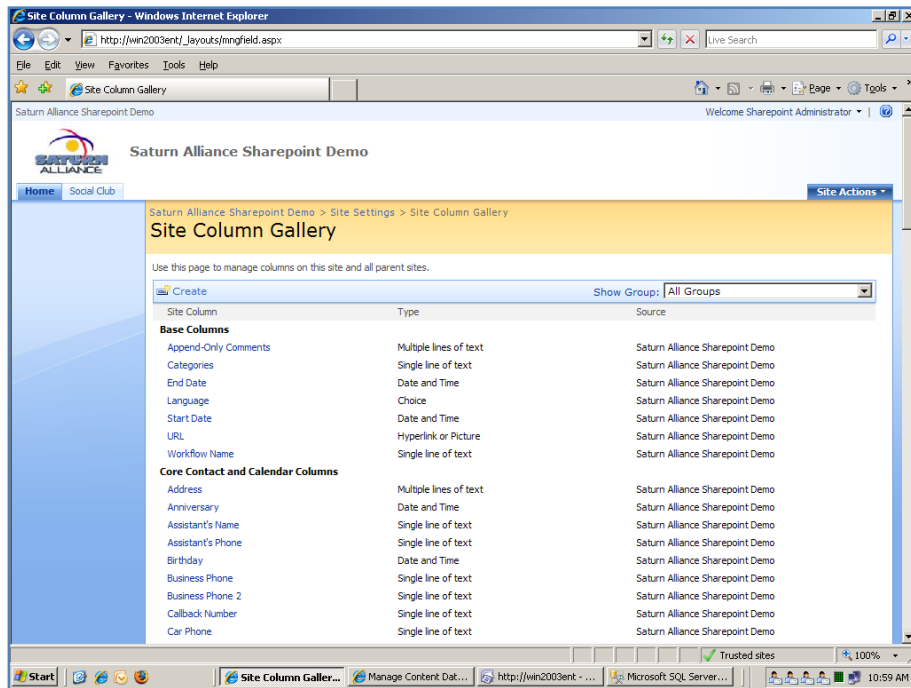 Site Column Gallery - Windows Internet Explorer
http://win2003ent/_layouts/mngfield.aspx
Live Search
File Edit View Favorites Tools Help
Site Column Gallery
Page Tools
Saturn Alliance Sharepoint Demo
Welcome Sharepoint Administrator
SATURN
ALLIANCE
Saturn Alliance Sharepoint Demo
Home Social Club
Site Actions
Saturn Alliance Sharepoint Demo > Site Settings > Site Column Gallery
Site Column Gallery
Use this page to manage columns on this site and all parent sites.
Create Show Group: All Groups
Site Column Type Source
Base Columns
Append-Only Comments Multiple lines of text Saturn Alliance Sharepoint Demo
Categories Single line of text Saturn Alliance Sharepoint Demo
End Date Date and Time Saturn Alliance Sharepoint Demo
Language Choice Saturn Alliance Sharepoint Demo
Start Date Date and Time Saturn Alliance Sharepoint Demo
URL Hyperlink or Picture Saturn Alliance Sharepoint Demo
Workflow Name Single line of text Saturn Alliance Sharepoint Demo
Core Contact and Calendar Columns
Address Multiple lines of text Saturn Alliance Sharepoint Demo
Anniversary Date and Time Saturn Alliance Sharepoint Demo
Assistant's Name Single line of text Saturn Alliance Sharepoint Demo
Assistant's Phone Single line of text Saturn Alliance Sharepoint Demo
Birthday Date and Time Saturn Alliance Sharepoint Demo
Business Phone Single line of text Saturn Alliance Sharepoint Demo
Business Phone 2 Single line of text Saturn Alliance Sharepoint Demo
Callback Number Single line of text Saturn Alliance Sharepoint Demo
Car Phone Single line of text Saturn Alliance Sharepoint Demo
Trusted sites 100%
Start Site Column Galler... Manage Content Dat... http://win2003ent - ... Microsoft SQL Server... 10:59 AM